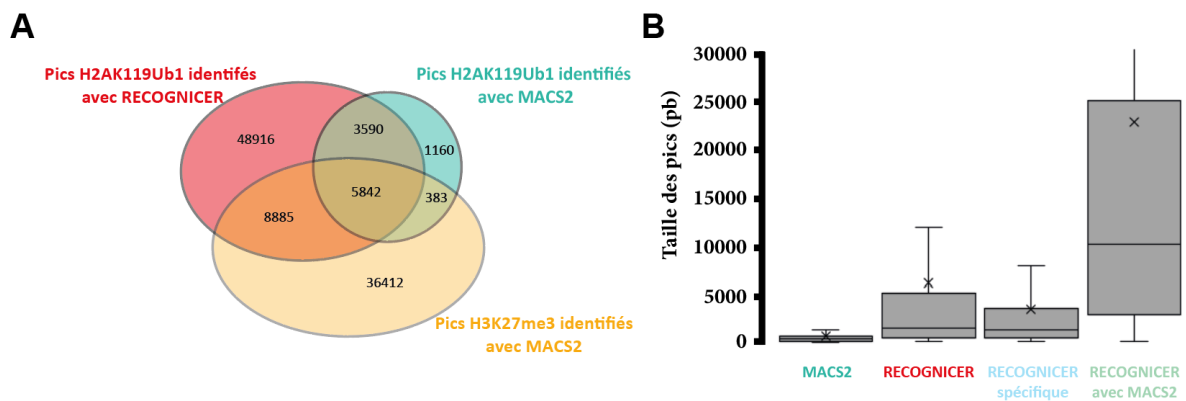 A
Pics H2AK119Ub1 identifés
avec RECOGNICER
Pics H2AK119Ub1 identifiés
avec MACS2
48916
3590
1160
5842
383
8885
36412
Pics H3K27me3 identifiés
avec MACS2
B
Taille des pics (pb)
30000
25000
20000
15000
10000
5000
0
MACS2
RECOGNICER
RECOGNICER
spécifique
RECOGNICER
avec MACS2